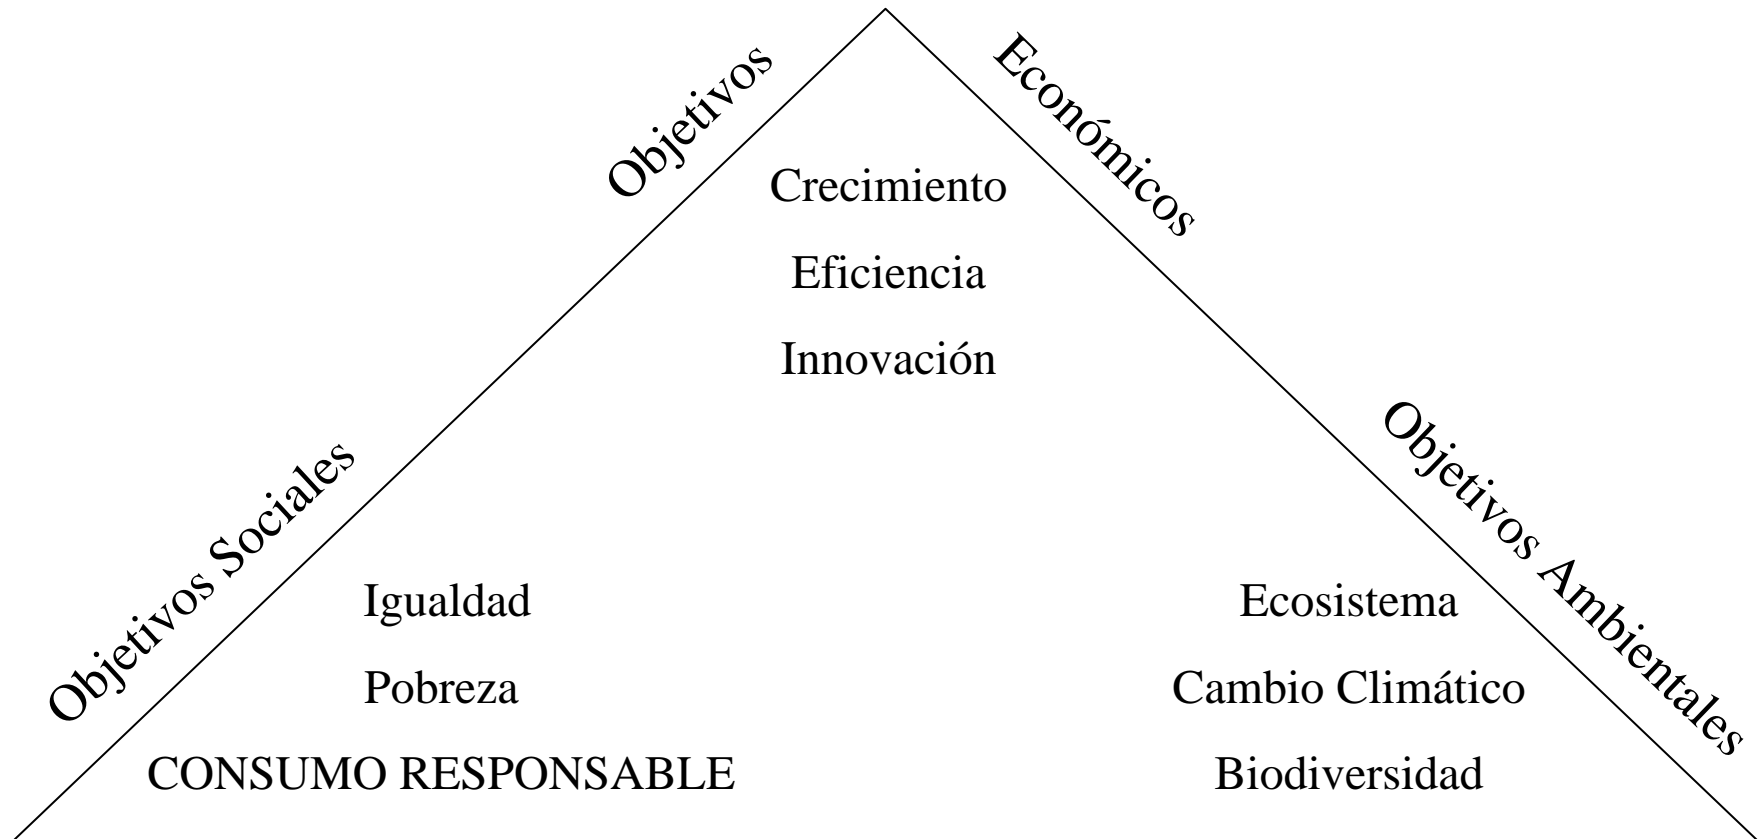 Objetivos
Económicos
Crecimiento
Eficiencia
Innovación
Objetivos Sociales
Objetivos Ambientales
Igualdad
Pobreza
CONSUMO RESPONSABLE
Ecosistema
Cambio Climático
Biodiversidad